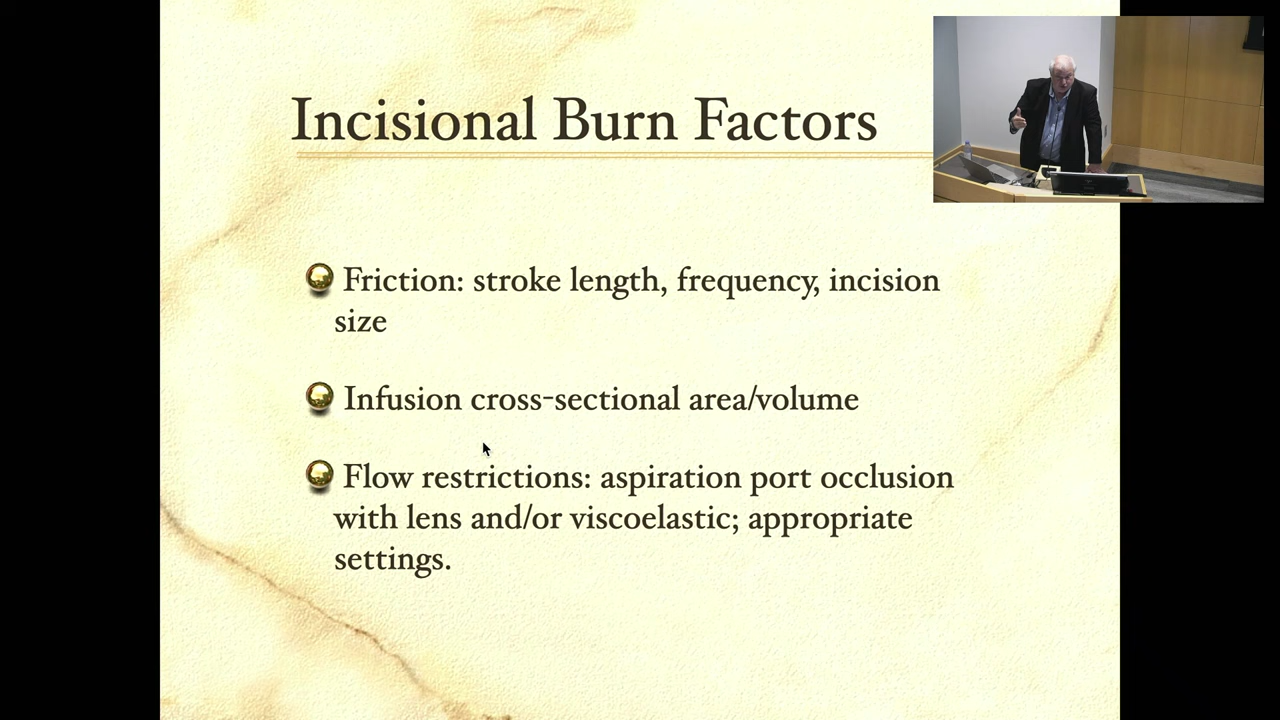 Incisional Burn Factors
Friction: stroke length, frequency, incision
size
Infusion cross-sectional area/volume
Flow restrictions: aspiration port occlusion
with lens and/or viscoelastic; appropriate
settings.